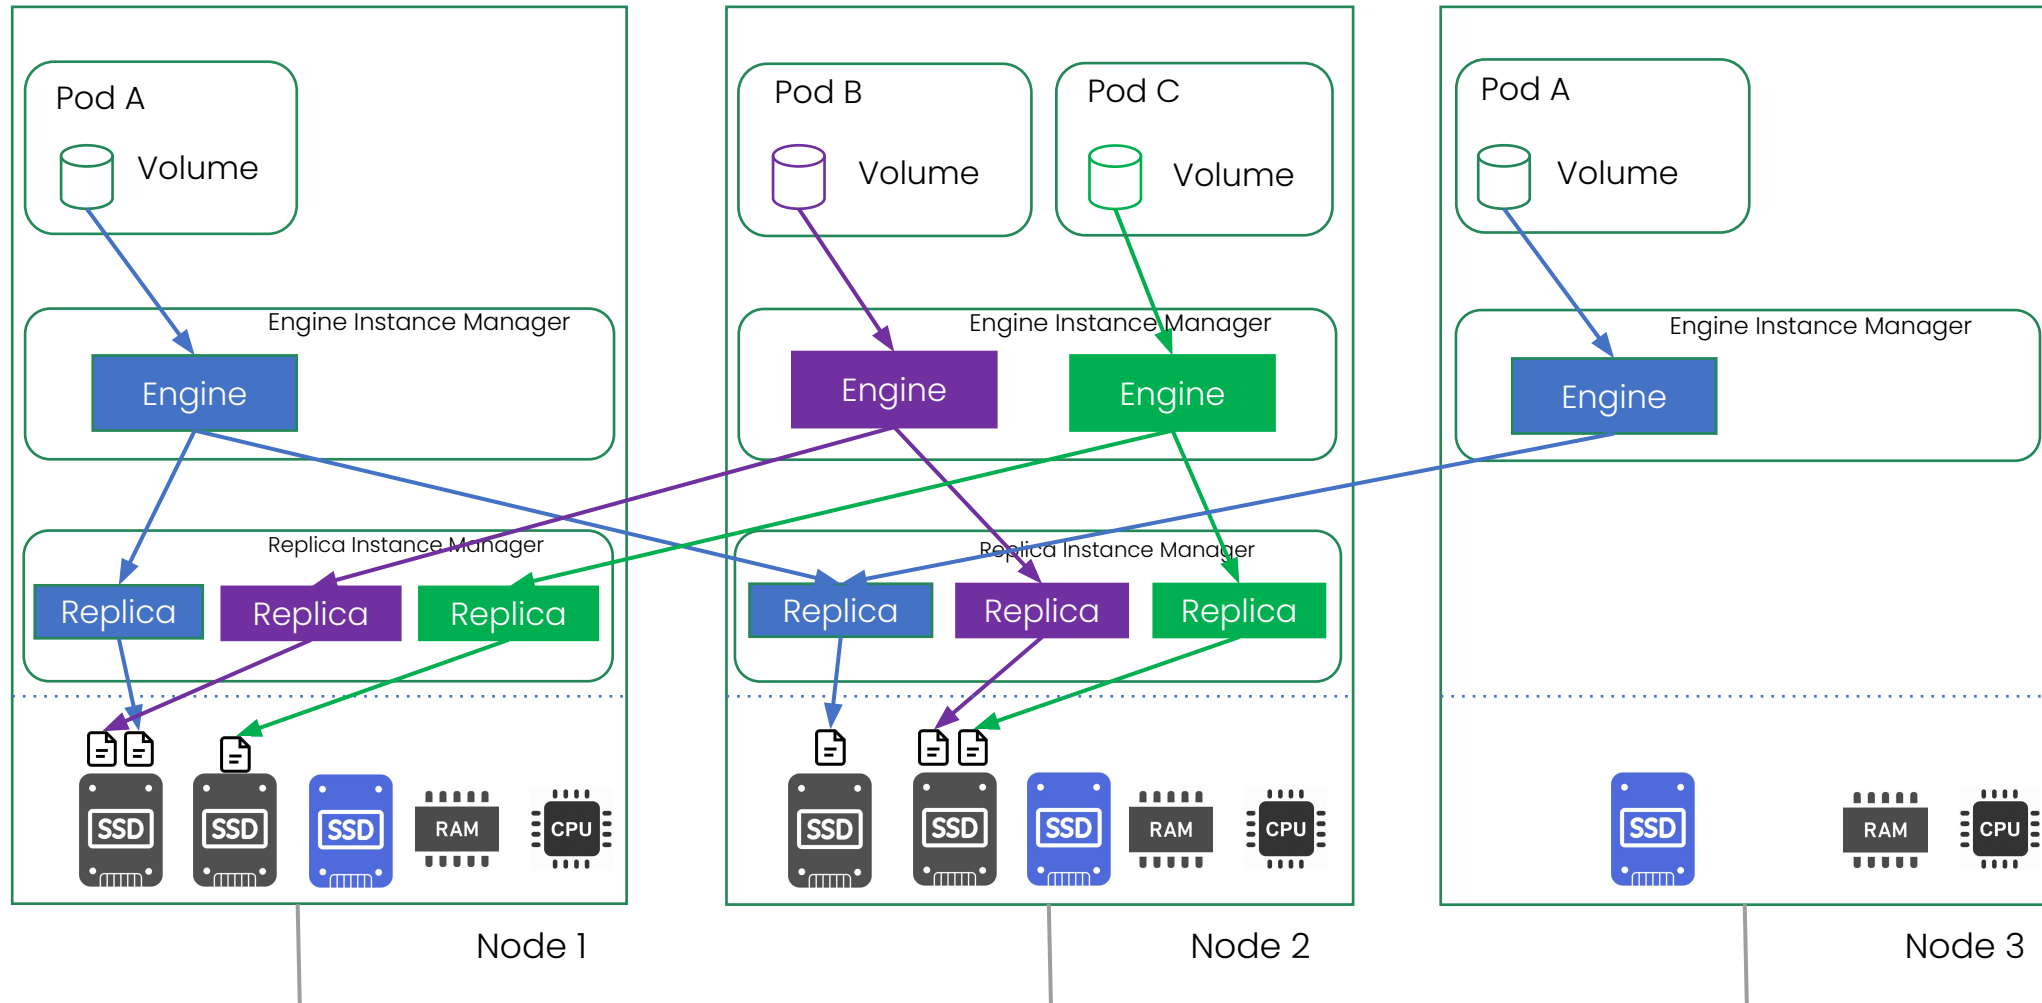 Pod A
Volume
Engine Instance Manager
Engine
Replica Instance Manager
Replica
Replica
Replica
SSD
SSD
SSD
RAM
CPU
Node 1
Pod B
Volume
Pod C
Volume
Engine Instance Manager
Engine
Engine
Replica Instance Manager
Replica
Replica
Replica
SSD
SSD
SSD
RAM
CPU
Node 2
Pod A
Volume
Engine Instance Manager
Engine
SSD
RAM
CPU
Node 3